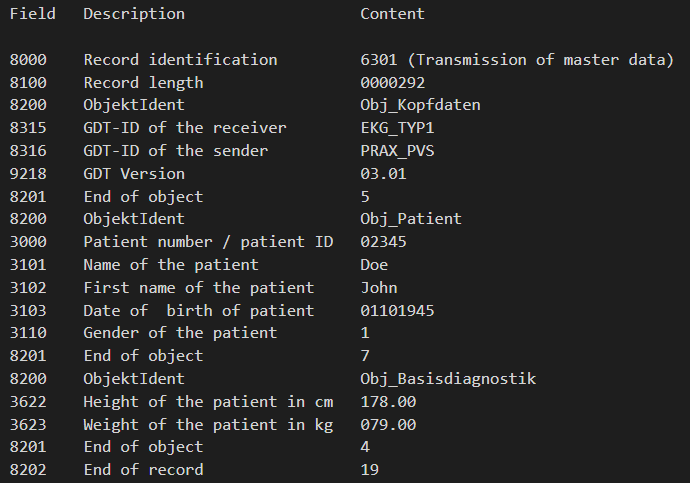 Field   Description                  Content
8000    Record identification        6301 (Transmission of master data)
8100    Record length                0000292
8200    ObjektIdent                  Obj_Kopfdaten
8315    GDT-ID of the receiver       EKG_TYP1
8316    GDT-ID of the sender         PRAX_PVS
9218    GDT Version                  03.01
8201    End of object                5
8200    ObjektIdent                  Obj_Patient
3000    Patient number / patient ID  02345
3101    Name of the patient          Doe
3102    First name of the patient    John
3103    Date of  birth of patient    01101945
3110    Gender of the patient        1
8201    End of object                7
8200    ObjektIdent                  Obj_Basisdiagnostik
3622    Height of the patient in cm  178.00
3623    Weight of the patient in kg  079.00
8201    End of object                4
8202    End of record                19